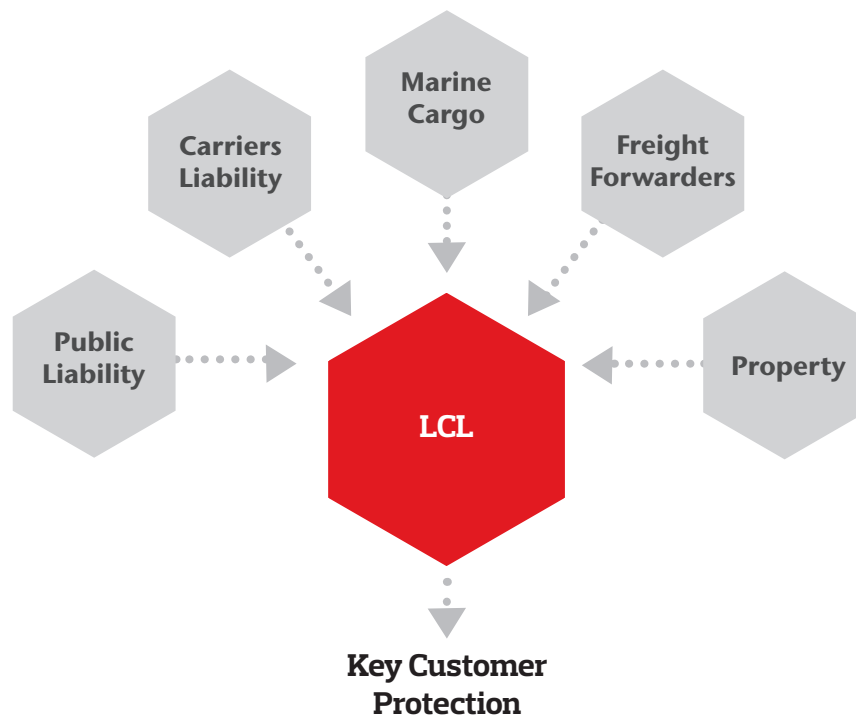 Marine
Cargo
Carriers
Liability
Freight
Forwarders
Public
Liability
Property
LCL
Key Customer
Protection